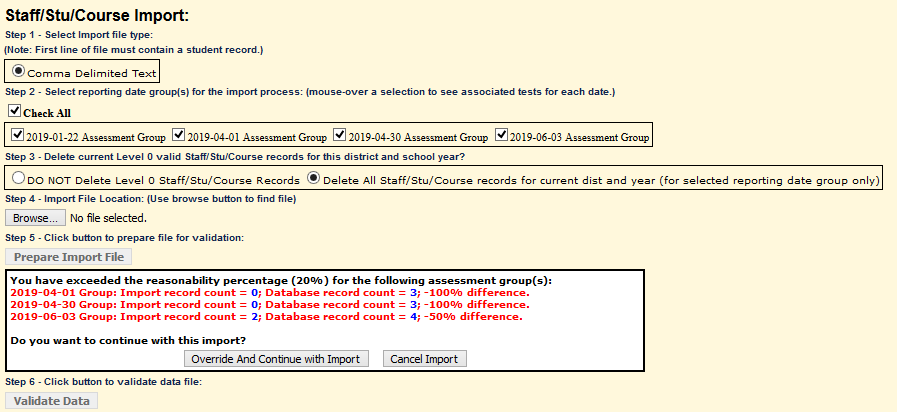 Staff/Stu/Course Import:
Step 1 - Select Import file type:
(Note: First line of file must contain a student record.)
Comma Delimited Text
Step 2 - Select reporting date group(s) for the import process: (mouse-over a selection to see associated tests for each date.)
Check All
2019-01-22 Assessment Group 2019-04-01 Assessment Group 2019-04-30 Assessment Group 2019-06-03 Assessment Group
Step 3 - Delete current Level 0 valid Staff/Stu/Course records for this district and school year?
DO NOT Delete Level 0 Staff/Stu/Course Records Delete All Staff/Stu/Course records for current dist and year (for selected reporting date group only)
Step 4 - Import File Location: (Use browse button to find file)
Browse... No file selected.
Step 5 - Click button to prepare file for validation:
Prepare Import File
You have exceeded the reasonability percentage (20%) for the following assessment group(s):
2019-04-01 Group: Import record count = 0; Database record count = 3; -100% difference.
2019-04-30 Group: Import record count = 0; Database record count = 3; -100% difference.
2019-06-03 Group: Import record count = 2; Database record count = 4; -50% difference.
Do you want to continue with this import?
Override And Continue with Import Cancel Import
Step 6 - Click button to validate data file:
Validate Data